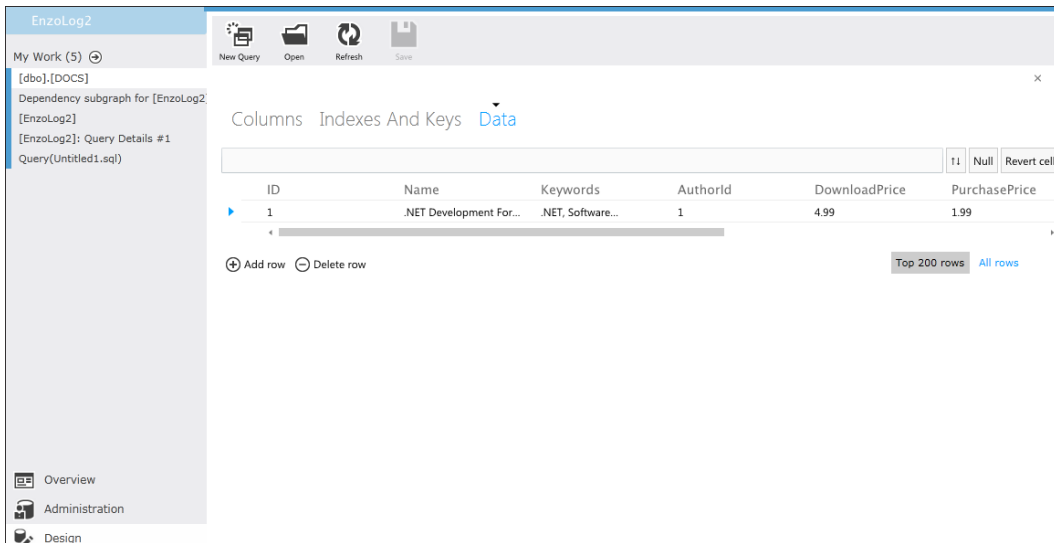 EnzoLog2
My Work (5)
[dbo].[DOCS]
Dependency subgraph for [EnzoLog2]
[EnzoLog2]
[EnzoLog2]: Query Details #1
Query(Untitled1.sql)
Overview
Administration
Design
New Query Open Refresh Save
Columns Indexes And Keys Data
Null Revert cell
ID Name Keywords AuthorId DownloadPrice PurchasePrice
1 .NET Development For... .NET, Software... 1 4.99 1.99
Add row Delete row
Top 200 rows All rows